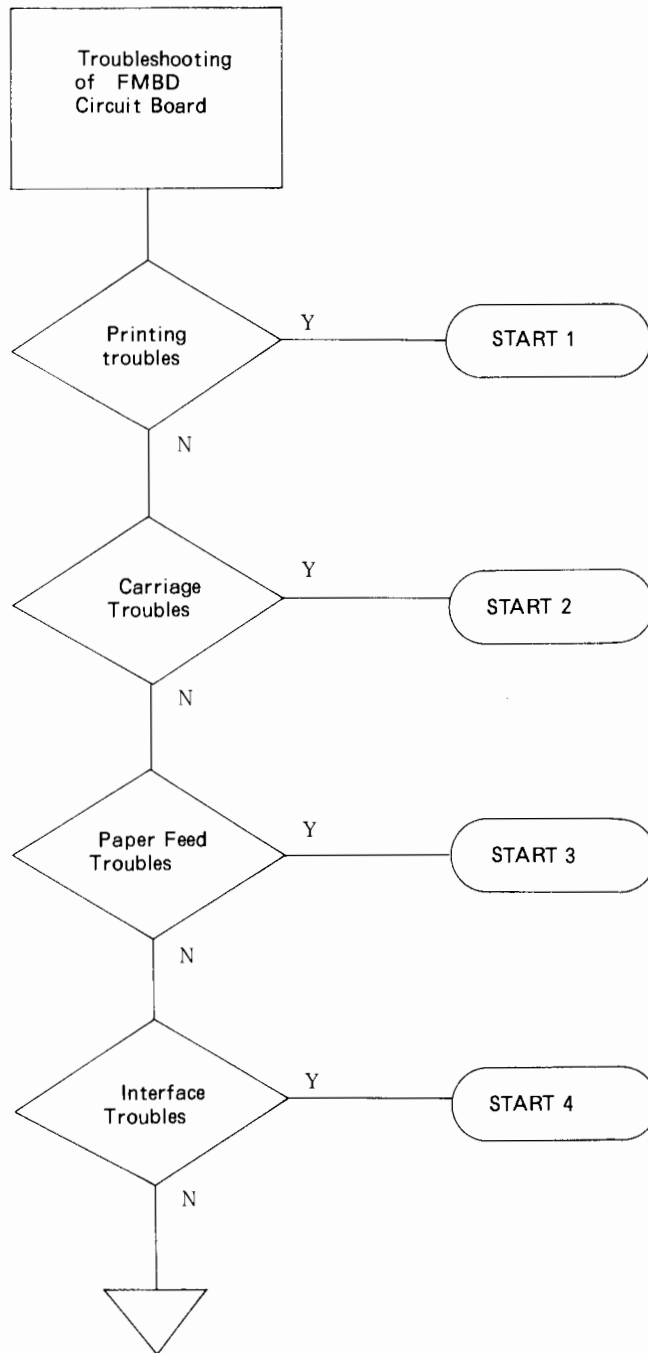 Troubleshooting
of FMBD
Circuit Board
Printing
troubles
Y
START 1
N
Carriage
Troubles
Y
START 2
N
Paper Feed
Troubles
Y
START 3
N
Interface
Troubles
Y
START 4
N